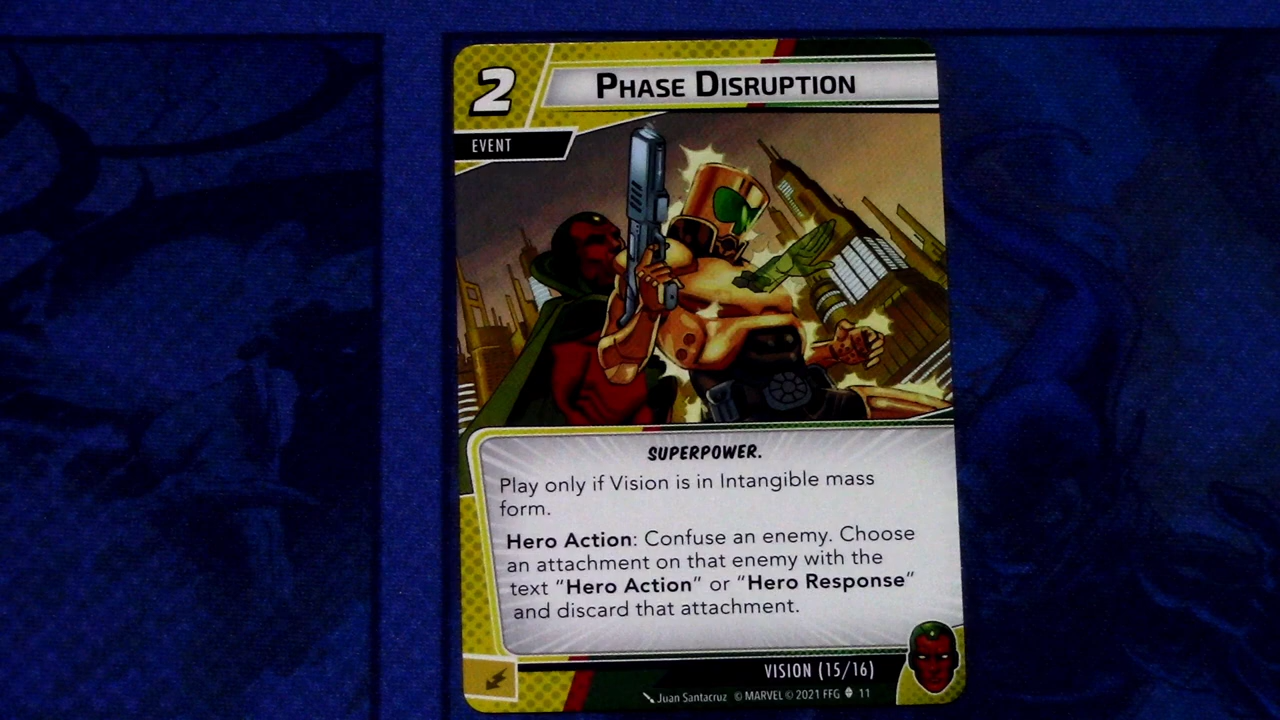 2
PHASE DISRUPTION
EVENT
SUPERPOWER.
Play only if Vision is in Intangible mass
form.
Hero Action: Confuse an enemy. Choose
an attachment on that enemy with the
text “Hero Action” or “Hero Response”
and discard that attachment.
VISION (15/16)
Juan Santacruz © MARVEL © 2021 FFG 11